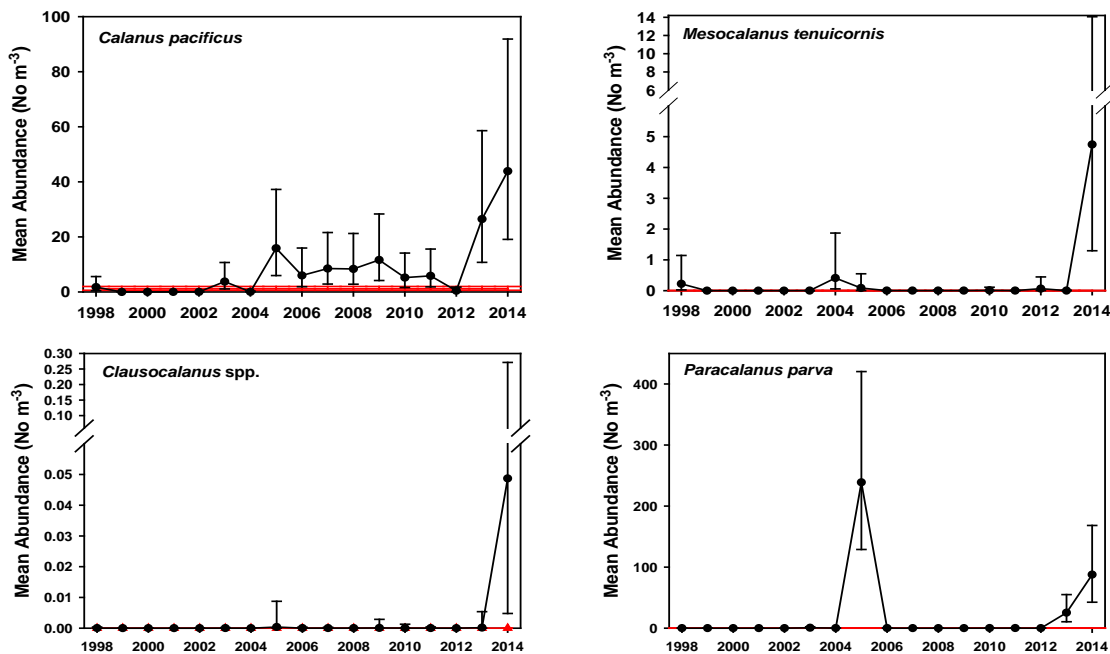 Calanus pacificus
Mean Abundance (No m-3)
100
80
60
40
20
0
1998 2000 2002 2004 2006 2008 2010 2012 2014
Mesocalanus tenuicornis
Mean Abundance (No m-3)
14
12
10
8
6
5
4
3
2
1
0
1998 2000 2002 2004 2006 2008 2010 2012 2014
Clausocalanus spp.
Mean Abundance (No m-3)
0.30
0.25
0.20
0.15
0.10
0.05
0.04
0.03
0.02
0.01
0.00
1998 2000 2002 2004 2006 2008 2010 2012 2014
Paracalanus parva
Mean Abundance (No m-3)
400
300
200
100
0
1998 2000 2002 2004 2006 2008 2010 2012 2014